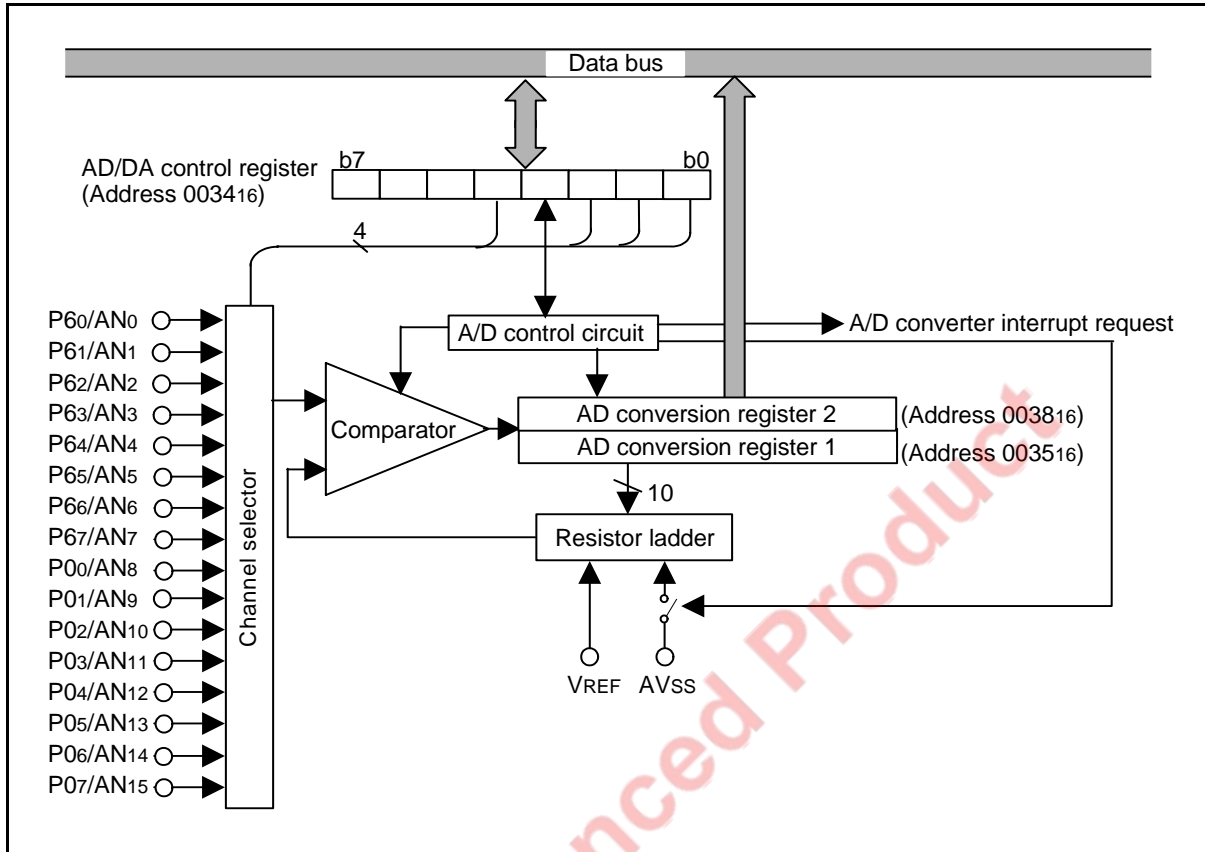 Data bus
AD/DA control register
(Address 003416)
b7
b0
4
P60/AN0
P61/AN1
P62/AN2
P63/AN3
P64/AN4
P65/AN5
P66/AN6
P67/AN7
P00/AN8
P01/AN9
P02/AN10
P03/AN11
P04/AN12
P05/AN13
P06/AN14
P07/AN15
Channel selector
A/D control circuit
A/D converter interrupt request
Comparator
AD conversion register 2
(Address 003816)
AD conversion register 1
(Address 003516)
10
Resistor ladder
VREF
AVSS
nced Product